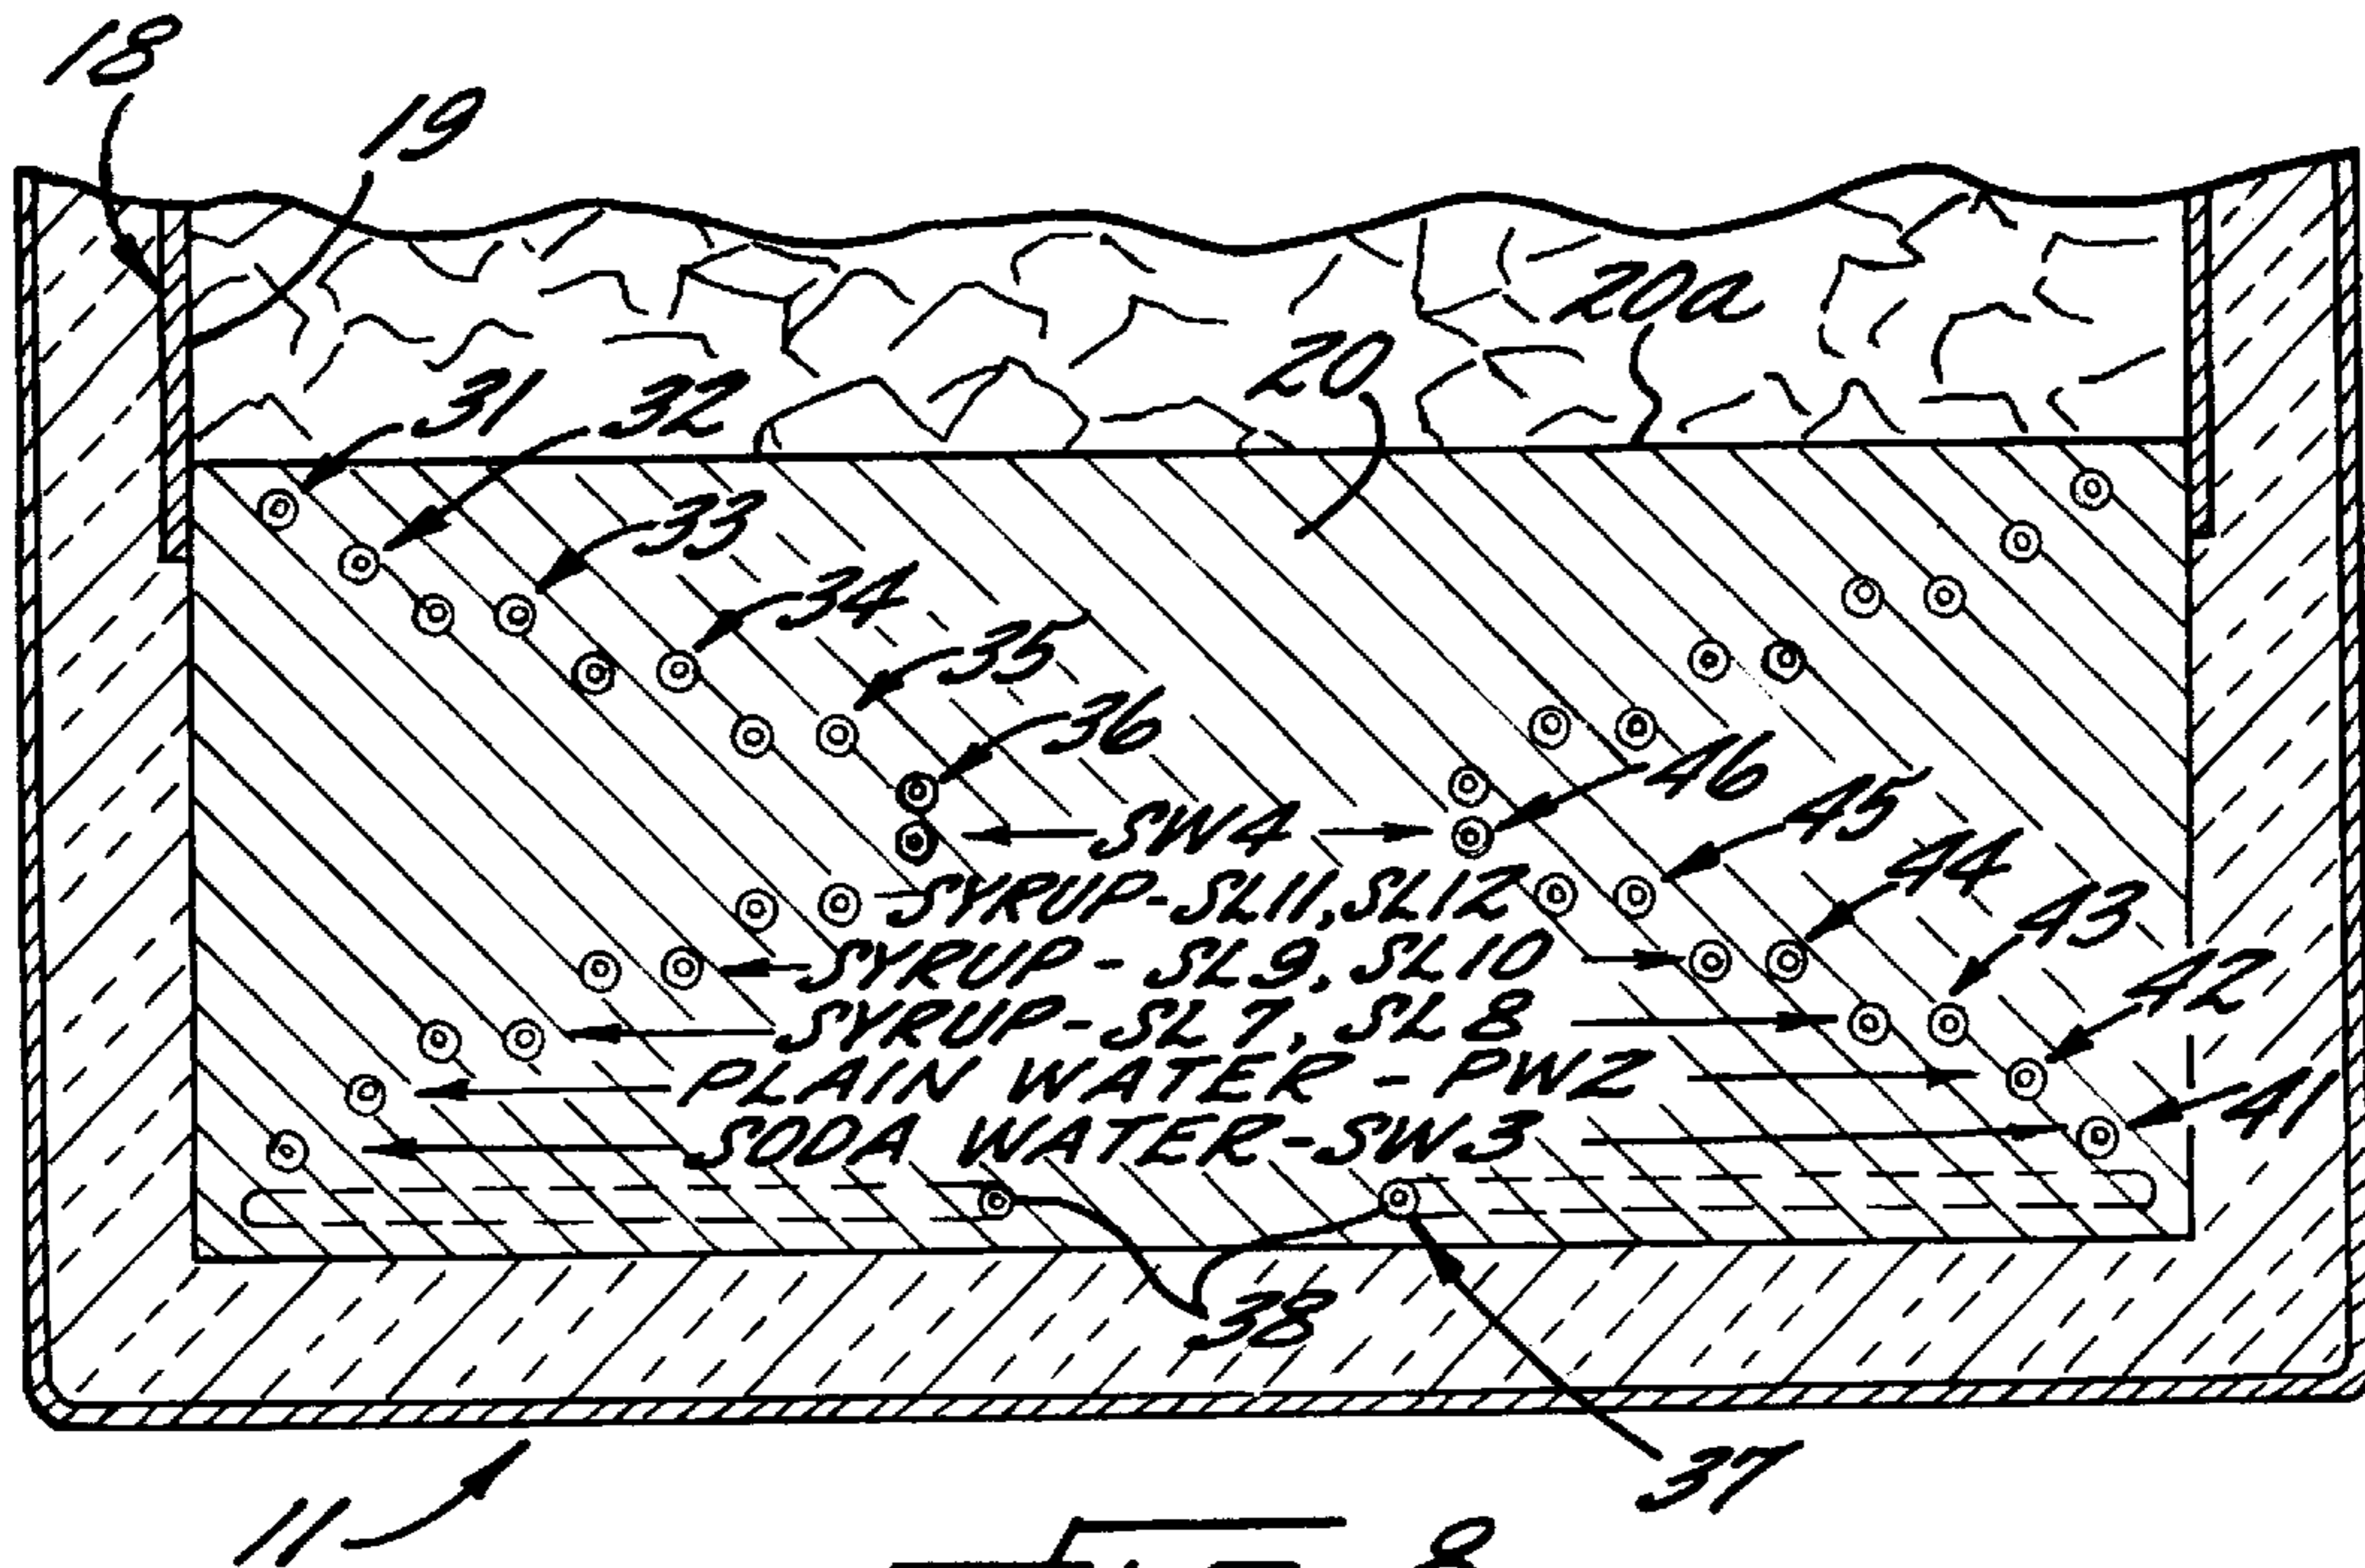 18
19
20a
20
31
32
33
34
35
36
46
SW4
45
44
SYRUP-SL11, SL12
43
SYRUP - SL9, SL10
42
SYRUP-SL7, SL8
PLAIN WATER - PW2
41
SODA WATER-SW3
38
37
11
8